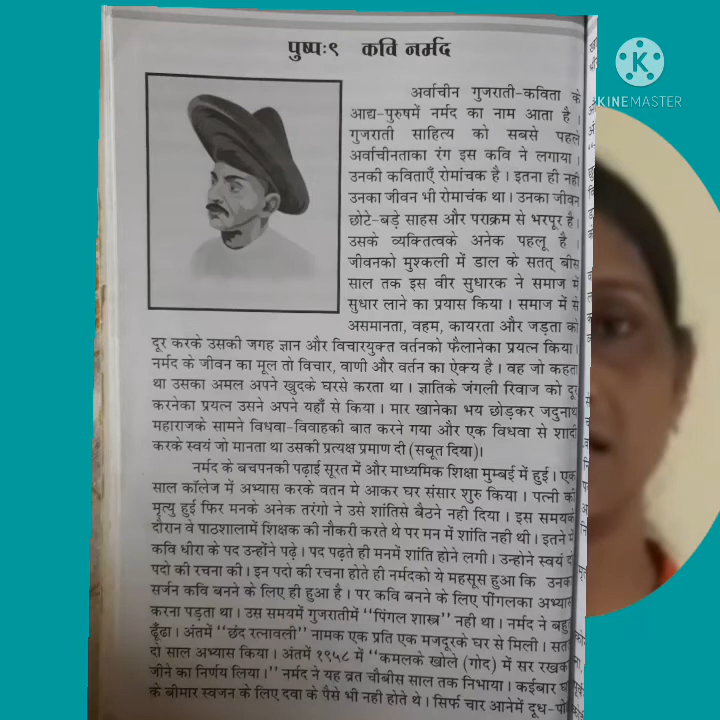 पुष्पः९ कवि नर्मद
KINEMASTER
अर्वाचीन गुजराती-कविता के
आद्य-पुरुषमें नर्मद का नाम आता है ।
गुजराती साहित्य को सबसे पहले
अर्वाचीनताका रंग इस कवि ने लगाया ।
उनकी कविताएँ रोमांचक है । इतना ही नही
उनका जीवन भी रोमाचंक था । उनका जीवन
छोटे-बड़े साहस और पराक्रम से भरपूर है ।
उसके व्यक्तित्वके अनेक पहलू है ।
जीवनको मुश्कली में डाल के सतत् बीस
साल तक इस वीर सुधारक ने समाज में
सुधार लाने का प्रयास किया । समाज में से
असमानता, वहम, कायरता और जड़ता को
दूर करके उसकी जगह ज्ञान और विचारयुक्त वर्तनको फैलानेका प्रयत्न किया ।
नर्मद के जीवन का मूल तो विचार, वाणी और वर्तन का ऐक्य है । वह जो कहता
था उसका अमल अपने खुदके घरसे करता था । ज्ञातिके जंगली रिवाज को दूर
करनेका प्रयत्न उसने अपने यहाँ से किया । मार खानेका भय छोड़कर जदुनाथ
महाराजके सामने विधवा-विवाहकी बात करने गया और एक विधवा से शादी
करके स्वयं जो मानता था उसकी प्रत्यक्ष प्रमाण दी (सबूत दिया)।
नर्मद के बचपनकी पढ़ाई सूरत में और माध्यमिक शिक्षा मुम्बई में हुई । एक
साल कॉलेज में अभ्यास करके वतन मे आकर घर संसार शुरु किया । पत्नी की
मृत्यु हुई फिर मनके अनेक तरंगो ने उसे शांतिसे बैठने नही दिया । इस समयके
दौरान वे पाठशालामें शिक्षक की नौकरी करते थे पर मन में शांति नही थी । इतने में
कवि धीरा के पद उन्होंने पढ़े । पद पढ़ते ही मनमें शांति होने लगी । उन्होने स्वयं दो
पदो की रचना की । इन पदो की रचना होते ही नर्मदको ये महसूस हुआ कि उनका
सर्जन कवि बनने के लिए ही हुआ है । पर कवि बनने के लिए पींगलका अभ्यास
करना पड़ता था । उस समयमें गुजरातीमें "पिंगल शास्त्र" नही था । नर्मद ने बहुत
ढूँढा । अंतमें "छंद रत्नावली" नामक एक प्रति एक मजदूरके घर से मिली । सतत
दो साल अभ्यास किया । अंतमें १९५८ में "कमलके खोले (गोद) में सर रखकर
जीने का निर्णय लिया ।" नर्मद ने यह व्रत चौबीस साल तक निभाया । कईबार घर
के बीमार स्वजन के लिए दवा के पैसे भी नही होते थे । सिर्फ चार आनेमें दूध-पौं